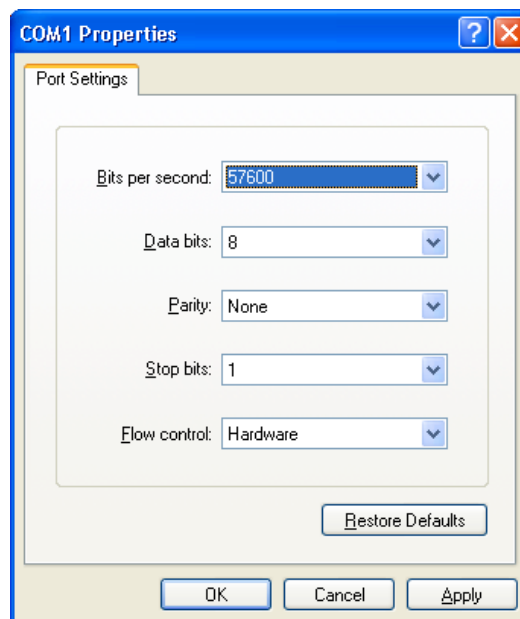 COM1 Properties ?
Port Settings
Bits per second: 57600
Data bits: 8
Parity: None
Stop bits: 1
Flow control: Hardware
Restore Defaults
OK Cancel Apply